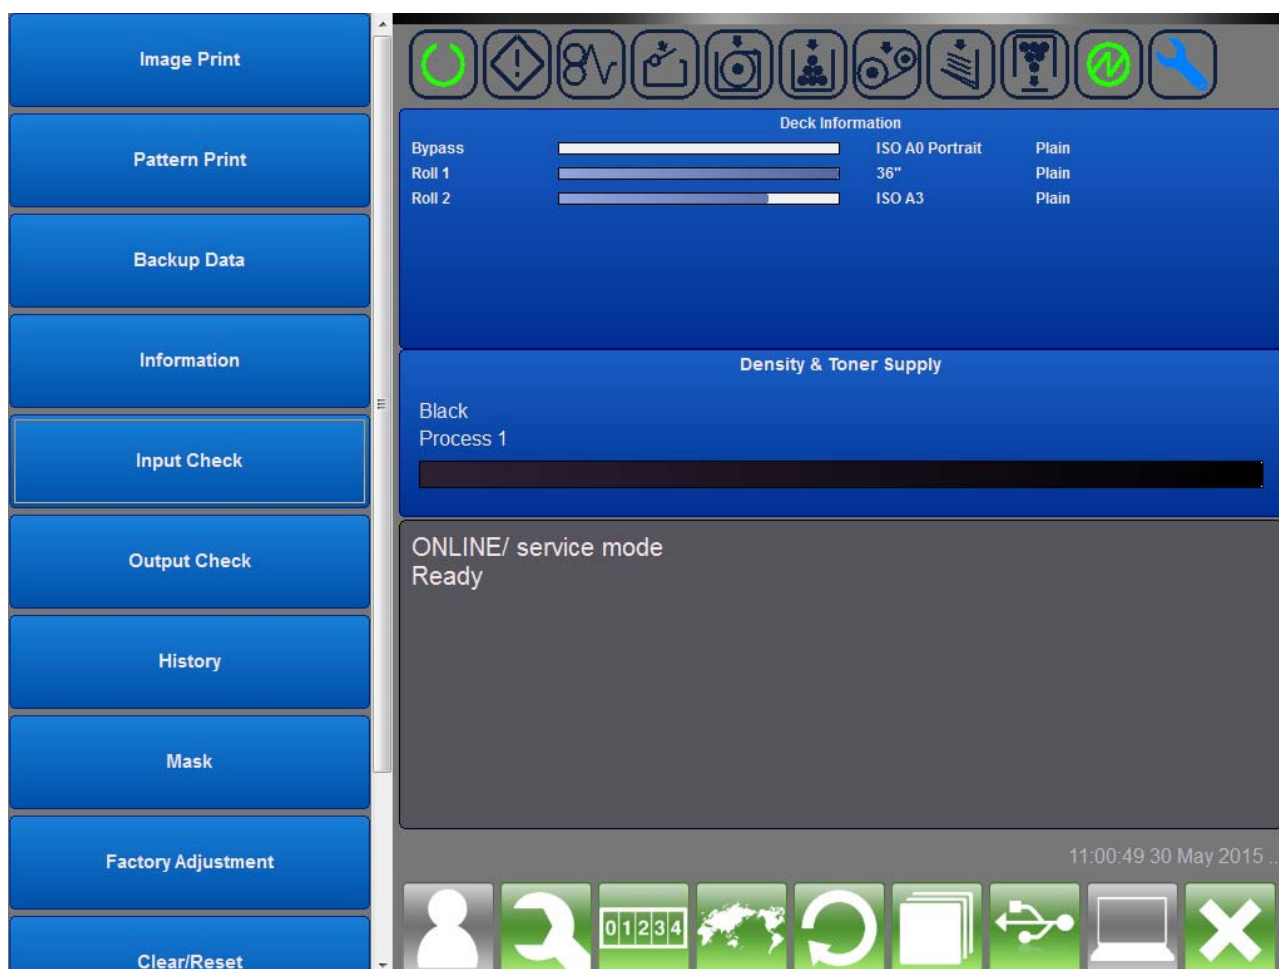 Image Print
Pattern Print
Backup Data
Information
Input Check
Output Check
History
Mask
Factory Adjustment
Clear/Reset
Deck Information
Bypass ISO A0 Portrait Plain
Roll 1 36" Plain
Roll 2 ISO A3 Plain
Density & Toner Supply
Black
Process 1
ONLINE/ service mode
Ready
11:00:49 30 May 2015 ..
01234